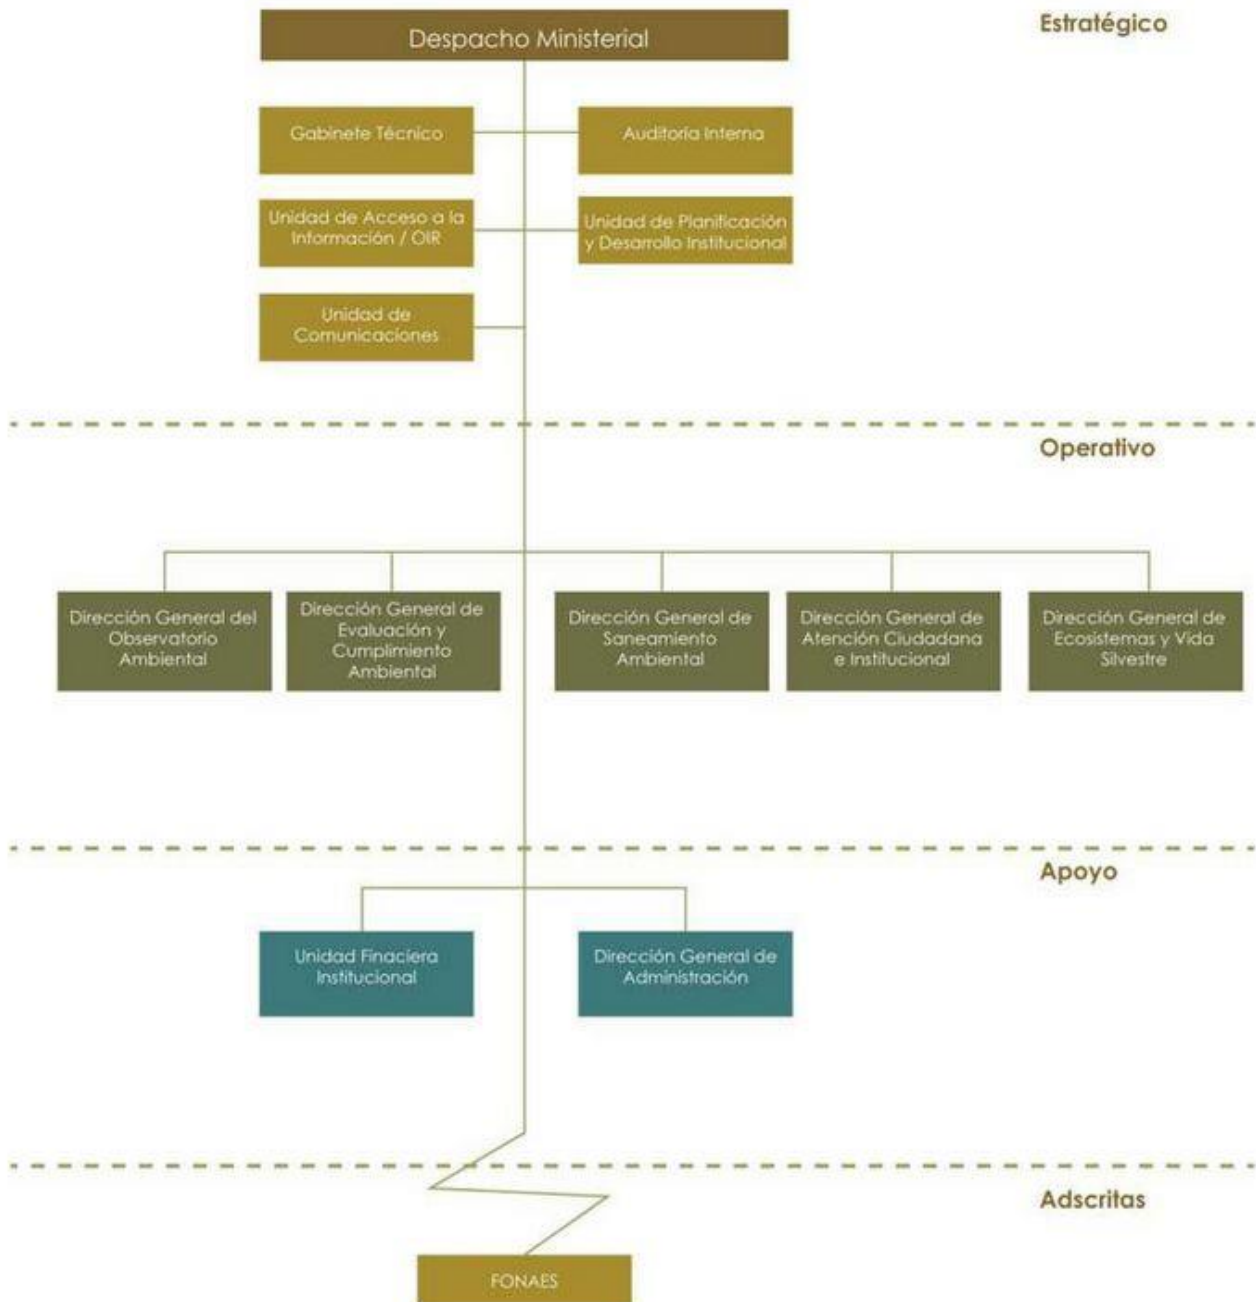 Estratégico
Despacho Ministerial
Gabinete Técnico
Auditoría Interna
Unidad de Acceso a la
Información / OIR
Unidad de Planificación
y Desarrollo Institucional
Unidad de
Comunicaciones
Operativo
Dirección General del
Observatorio
Ambiental
Dirección General de
Evaluación y
Cumplimiento
Ambiental
Dirección General de
Saneamiento
Ambiental
Dirección General de
Atención Ciudadana
e Institucional
Dirección General de
Ecosistemas y Vida
Silvestre
Apoyo
Unidad Finaciera
Institucional
Dirección General de
Administración
Adscritas
FONAES